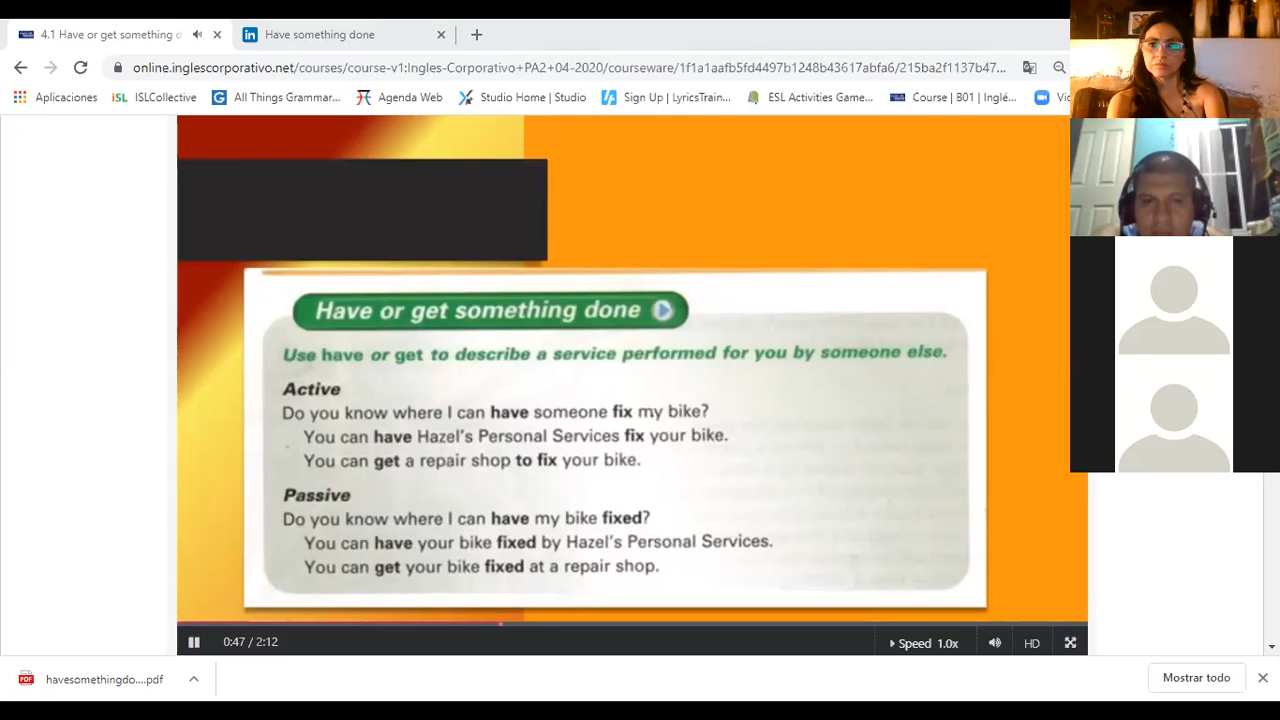 4.1 Have or get something d
Have something done
online.inglescorporativo.net/courses/course-v1:Ingles-Corporativo+PA2+04-2020/courseware/1f1a1aafb5fd4497b1248b43617abfa6/215ba2f1137b47...
Aplicaciones iSL ISLCollective All Things Grammar... Agenda Web Studio Home | Studio Sign Up | LyricsTrain... ESL Activities Game... Course | B01 | Inglé...
Have or get something done
Use have or get to describe a service performed for you by someone else.
Active
Do you know where I can have someone fix my bike?
You can have Hazel's Personal Services fix your bike.
You can get a repair shop to fix your bike.
Passive
Do you know where I can have my bike fixed?
You can have your bike fixed by Hazel's Personal Services.
You can get your bike fixed at a repair shop.
0:47 / 2:12 Speed 1.0x HD
PDF havesomethingdo....pdf Mostrar todo